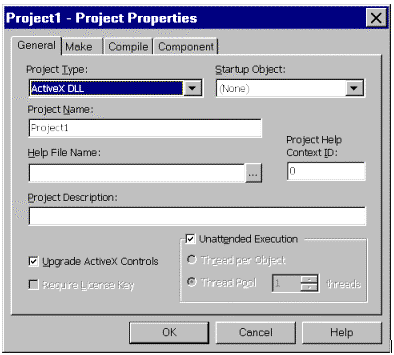 Project1 - Project Properties
General Make Compile Component
Project Type: Startup Object:
ActiveX DLL (None)
Project Name:
Project1
Project Help
Help File Name: Context ID:
... 0
Project Description:
Unattended Execution
Upgrade ActiveX Controls Thread per Object
Require License Key Thread Pool 1 threads
OK Cancel Help